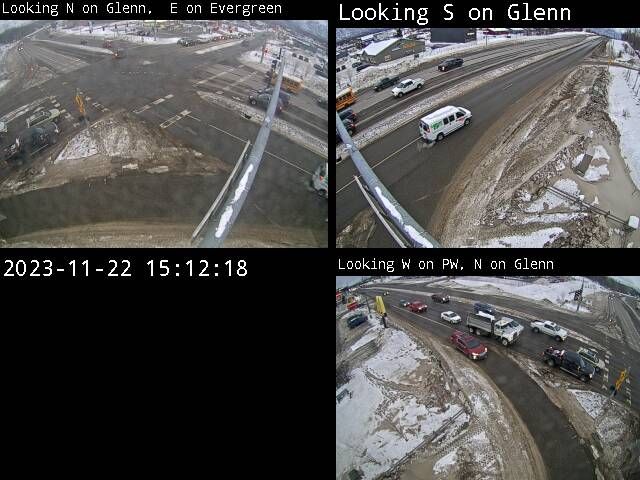 Looking N on Glenn,  E on Evergreen
Looking S on Glenn
2023-11-22 15:12:18
Looking W on PW, N on Glenn